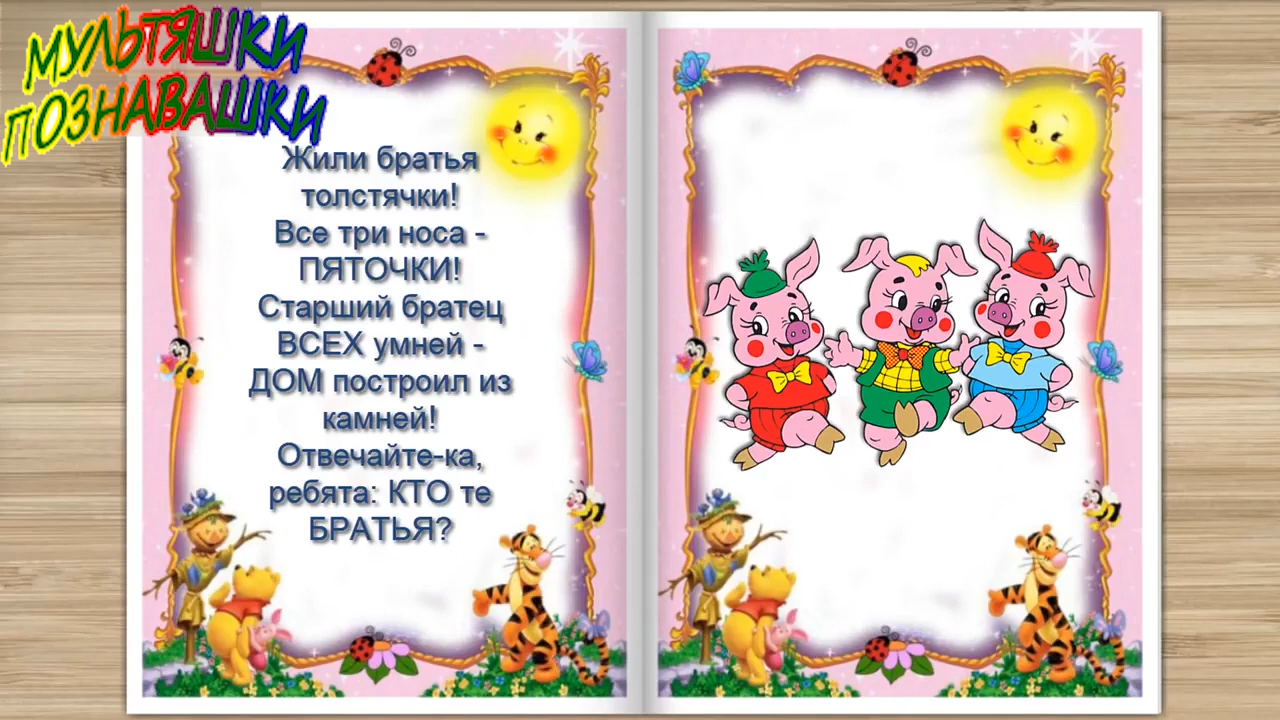 МУЛЬТЯШКИ
ПОЗНАВАШКИ
Жили братья
толстячки!
Все три носа -
ПЯТОЧКИ!
Старший братец
ВСЕХ умней -
ДОМ построил из
камней!
Отвечайте-ка,
ребята: КТО те
БРАТЬЯ?